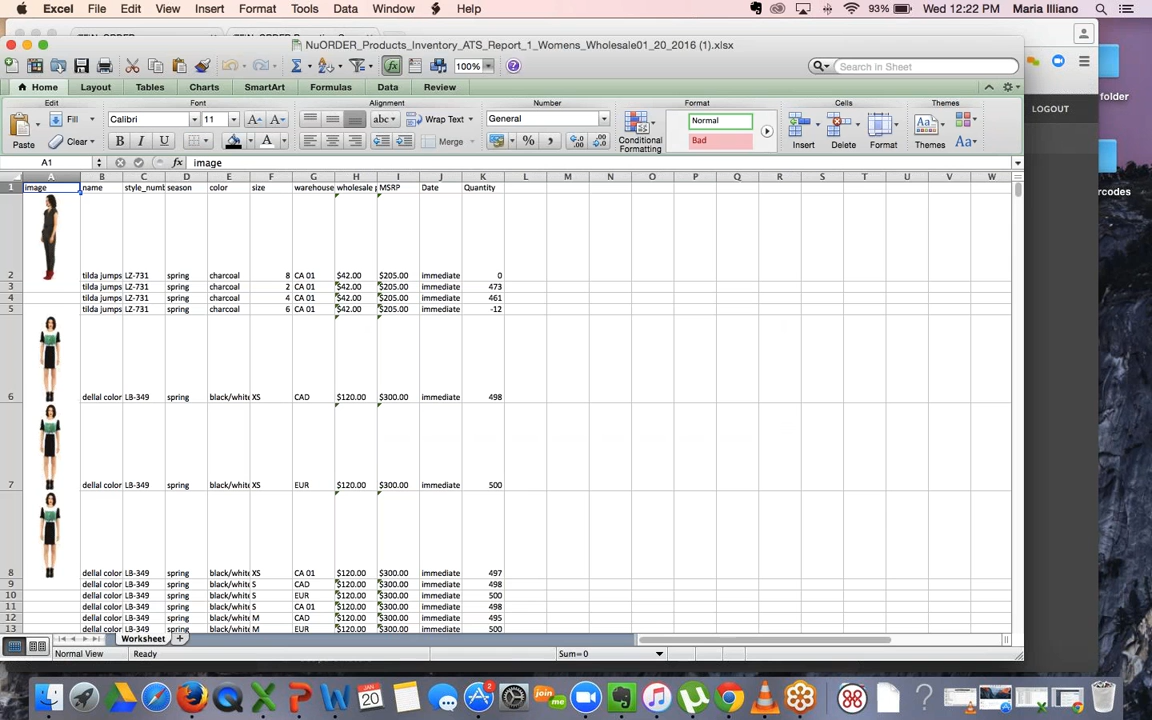 Excel File Edit View Insert Format Tools Data Window Help 93% Wed 12:22 PM Maria Illiano
NuORDER_Products_Inventory_ATS_Report_1_Womens_Wholesale01_20_2016 (1).xlsx
100% Search in Sheet
Home Layout Tables Charts SmartArt Formulas Data Review
LOGOUT
folder
rcodes
Edit Font Alignment Number Format Cells Themes
Fill Calibri 11 abc Wrap Text General Normal
Paste Clear B I U A Merge % Conditional Formatting Bad Insert Delete Format Themes Aa
A1 fx image
A B C D E F G H I J K L M N O P Q R S T U V W
1 image name style_numb season color size warehouse wholesale p MSRP Date Quantity
2 tilda jumps LZ-731 spring charcoal 8 CA 01 $42.00 $205.00 immediate 0
3 tilda jumps LZ-731 spring charcoal 2 CA 01 $42.00 $205.00 immediate 473
4 tilda jumps LZ-731 spring charcoal 4 CA 01 $42.00 $205.00 immediate 461
5 tilda jumps LZ-731 spring charcoal 6 CA 01 $42.00 $205.00 immediate -12
6 dellal color LB-349 spring black/white XS CAD $120.00 $300.00 immediate 498
7 dellal color LB-349 spring black/white XS EUR $120.00 $300.00 immediate 500
8 dellal color LB-349 spring black/white XS CA 01 $120.00 $300.00 immediate 497
9 dellal color LB-349 spring black/white S CAD $120.00 $300.00 immediate 498
10 dellal color LB-349 spring black/white S EUR $120.00 $300.00 immediate 500
11 dellal color LB-349 spring black/white S CA 01 $120.00 $300.00 immediate 498
12 dellal color LB-349 spring black/white M CAD $120.00 $300.00 immediate 495
13 dellal color LB-349 spring black/white M EUR $120.00 $300.00 immediate 500
Worksheet
Normal View Ready Sum=0
JAN 20 2 join me